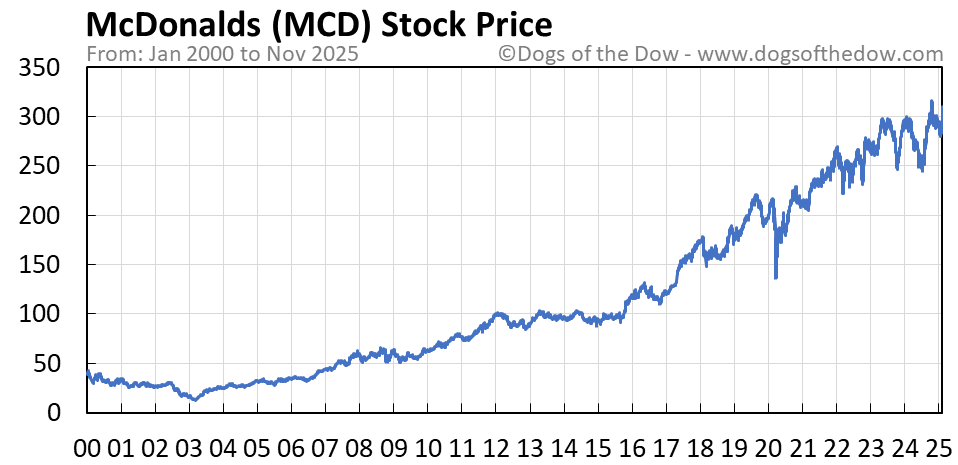 McDonalds (MCD) Stock Price
From: Jan 2000 to Nov 2025 ©Dogs of the Dow - www.dogsofthedow.com
350
300
250
200
150
100
50
0
00 01 02 03 04 05 06 07 08 09 10 11 12 13 14 15 16 17 18 19 20 21 22 23 24 25